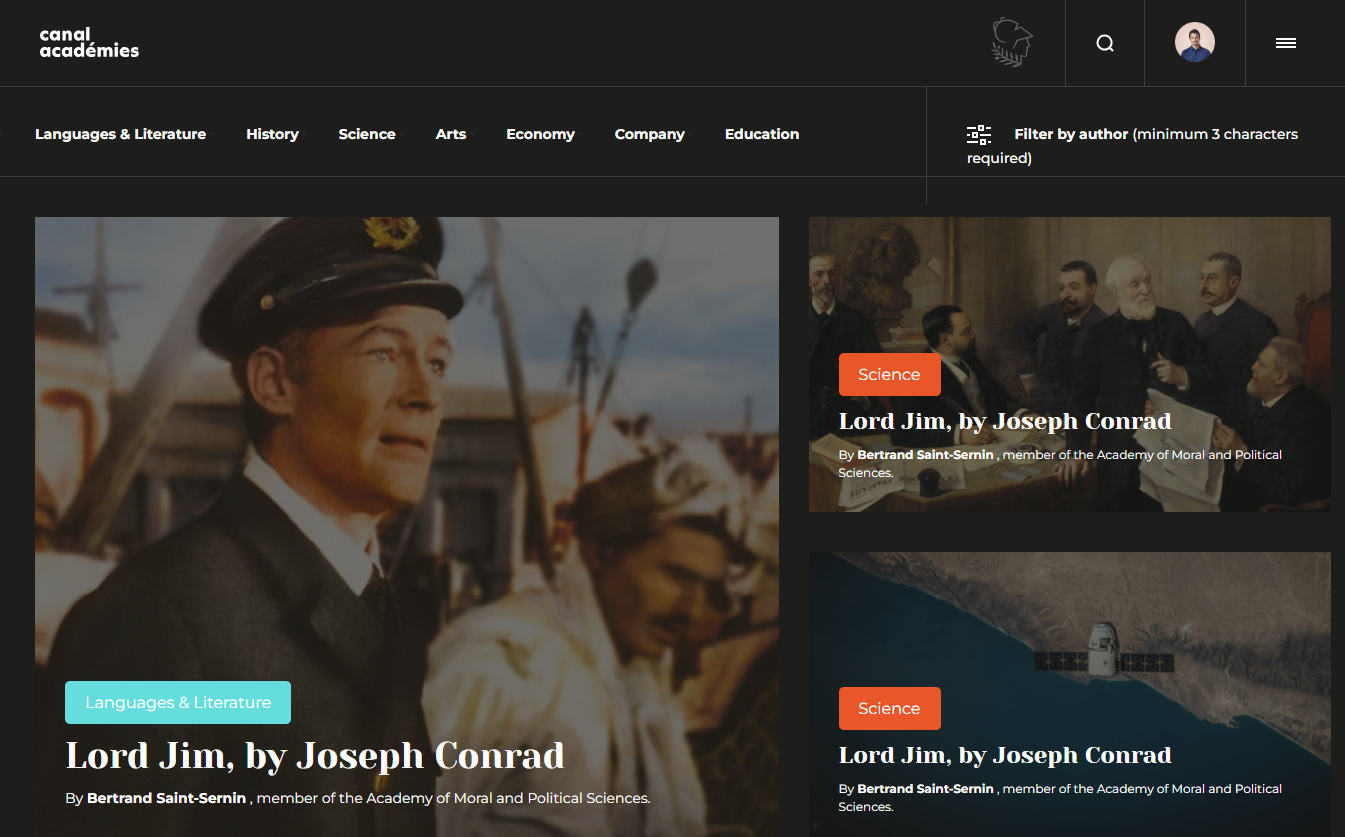 canal
académies
Languages & Literature
History
Science
Arts
Economy
Company
Education
Filter by author (minimum 3 characters
required)
Languages & Literature
Lord Jim, by Joseph Conrad
By Bertrand Saint-Sernin , member of the Academy of Moral and Political Sciences.
Science
Lord Jim, by Joseph Conrad
By Bertrand Saint-Sernin , member of the Academy of Moral and Political
Sciences.
Science
Lord Jim, by Joseph Conrad
By Bertrand Saint-Sernin , member of the Academy of Moral and Political
Sciences.